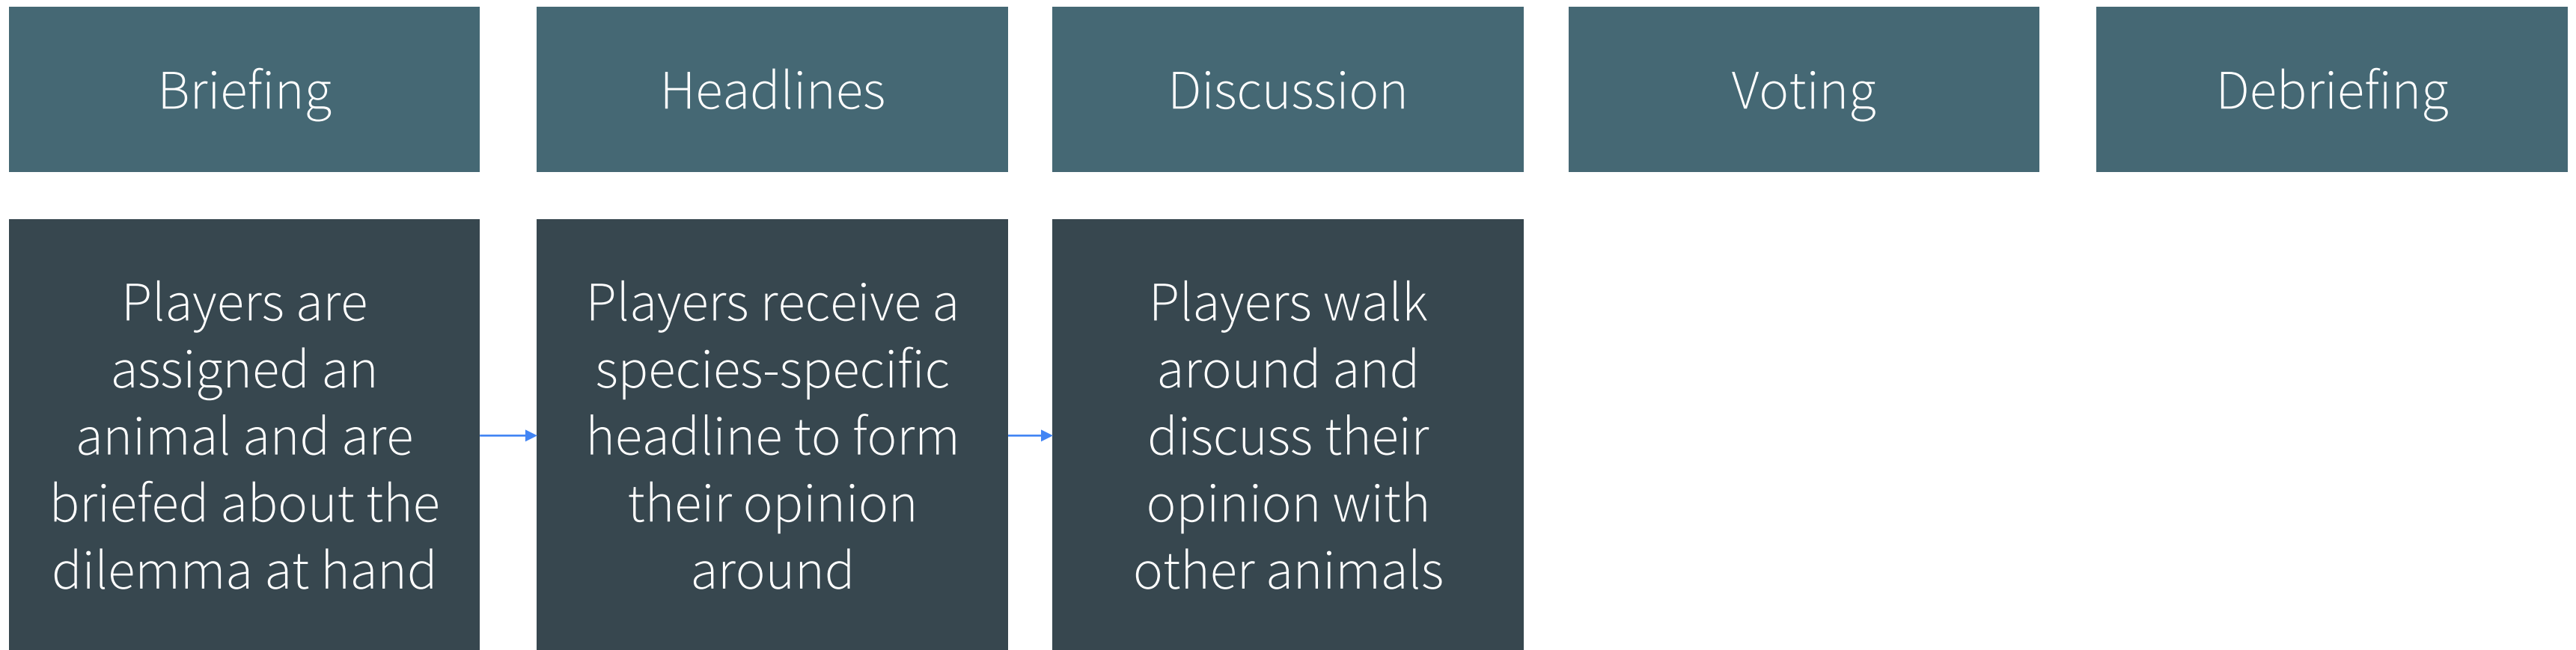 Briefing
Headlines
Discussion
Voting
Debriefing
Players are
assigned an
animal and are
briefed about the
dilemma at hand
Players receive a
species-specific
headline to form
their opinion
around
Players walk
around and
discuss their
opinion with
other animals